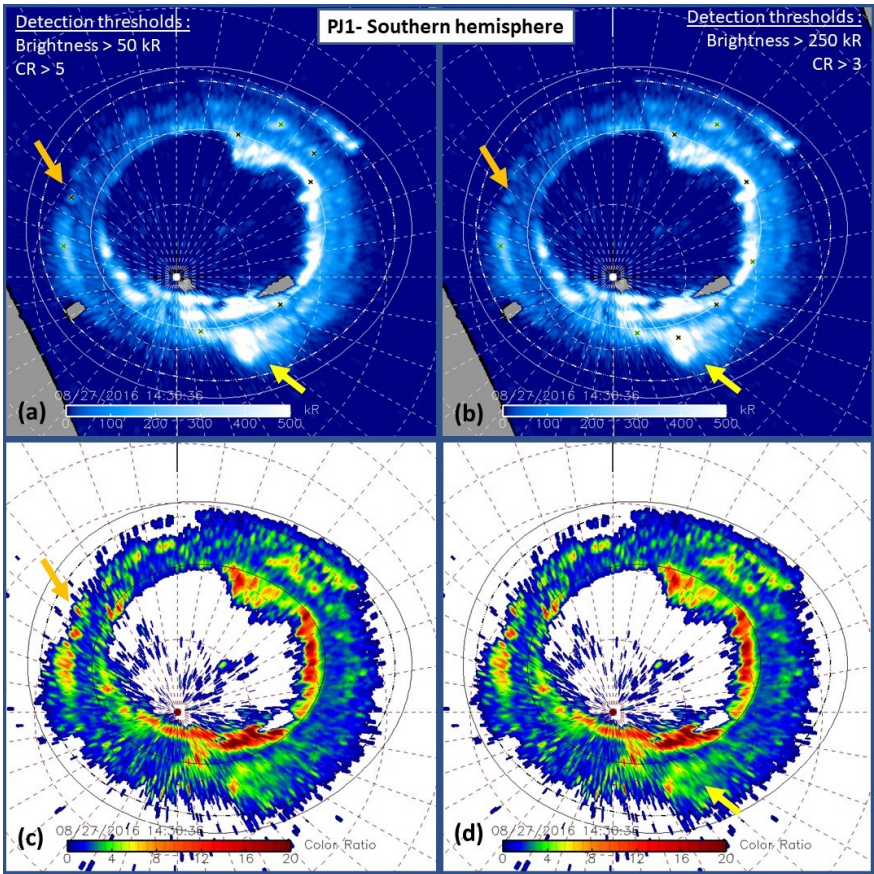 PJ1- Southern hemisphere
Detection thresholds :
Brightness > 50 kR
CR > 5
Detection thresholds :
Brightness > 250 kR
CR > 3
08/27/2016 14:30:35
(a)
kR
0 100 200 300 400 500
08/27/2016 14:30:35
(b)
kR
0 100 200 300 400 500
08/27/2016 14:30:35
(c)
Color Ratio
0 4 8 12 16 20
08/27/2016 14:30:35
(d)
Color Ratio
0 4 8 12 16 20